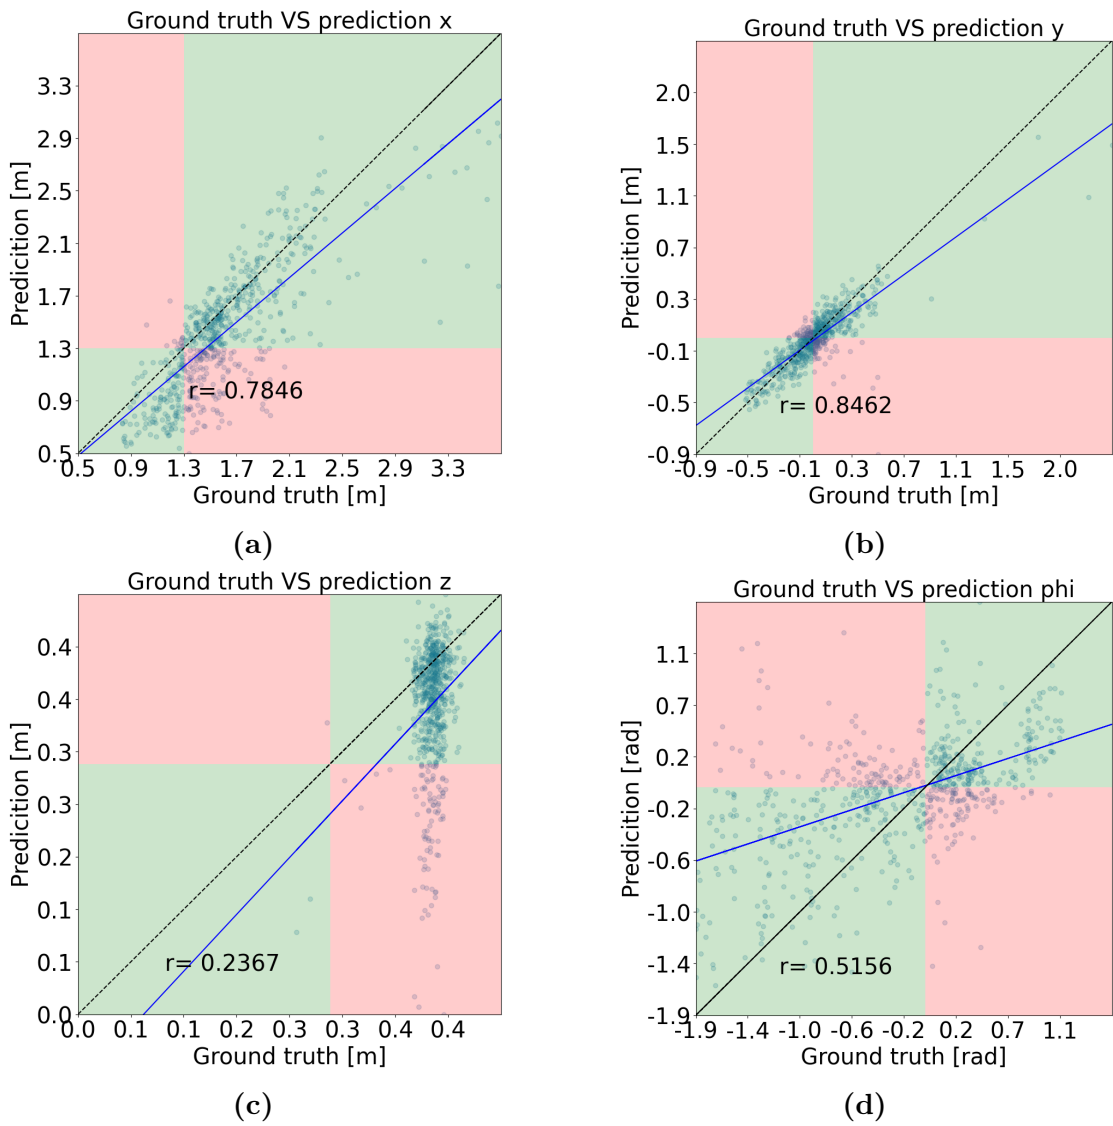 Ground truth VS prediction x
Predicition [m]
3.3
2.9
2.5
2.1
1.7
1.3
0.9
0.5
r= 0.7846
0.5 0.9 1.3 1.7 2.1 2.5 2.9 3.3
Ground truth [m]
(a)
Ground truth VS prediction y
Predicition [m]
2.0
1.5
1.1
0.7
0.3
-0.1
-0.5
-0.9
r= 0.8462
-0.9 -0.5 -0.1 0.3 0.7 1.1 1.5 2.0
Ground truth [m]
(b)
Ground truth VS prediction z
Predicition [m]
0.4
0.4
0.3
0.3
0.2
0.1
0.1
0.0
r= 0.2367
0.0 0.1 0.1 0.2 0.3 0.3 0.4 0.4
Ground truth [m]
(c)
Ground truth VS prediction phi
Predicition [rad]
1.1
0.7
0.2
-0.2
-0.6
-1.0
-1.4
-1.9
r= 0.5156
-1.9 -1.4 -1.0 -0.6 -0.2 0.2 0.7 1.1
Ground truth [rad]
(d)